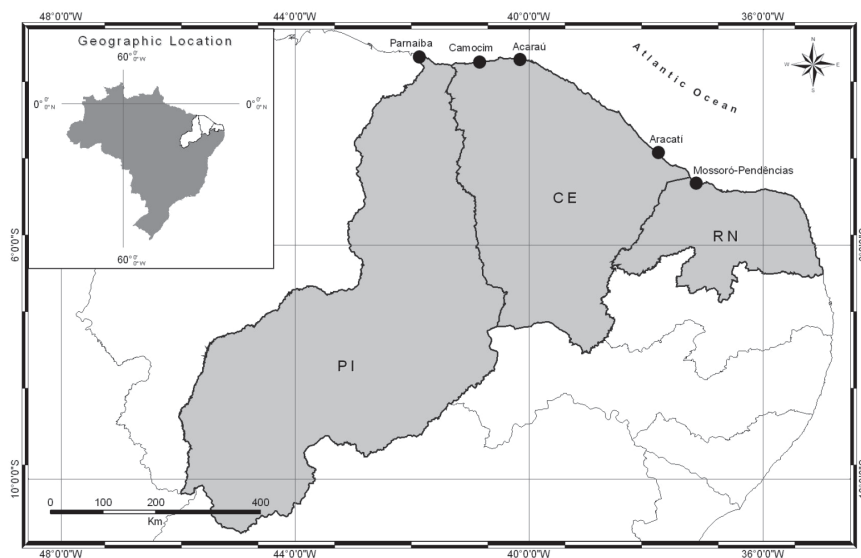 48°0'0"W 44°0'0"W 40°0'0"W 36°0'0"W
Geographic Location
60° 0' 0"W
0° 0' 0"N 0° 0' 0"N
60° 0' 0"W
Parnaiba
Camocim
Acaraú
Atlantic Ocean
N
W E
S
Aracati
Mossoró-Pendências
CE
RN
PI
6°0'0"S
10°0'0"S
0 100 200 400
Km
48°0'0"W 44°0'0"W 40°0'0"W 36°0'0"W